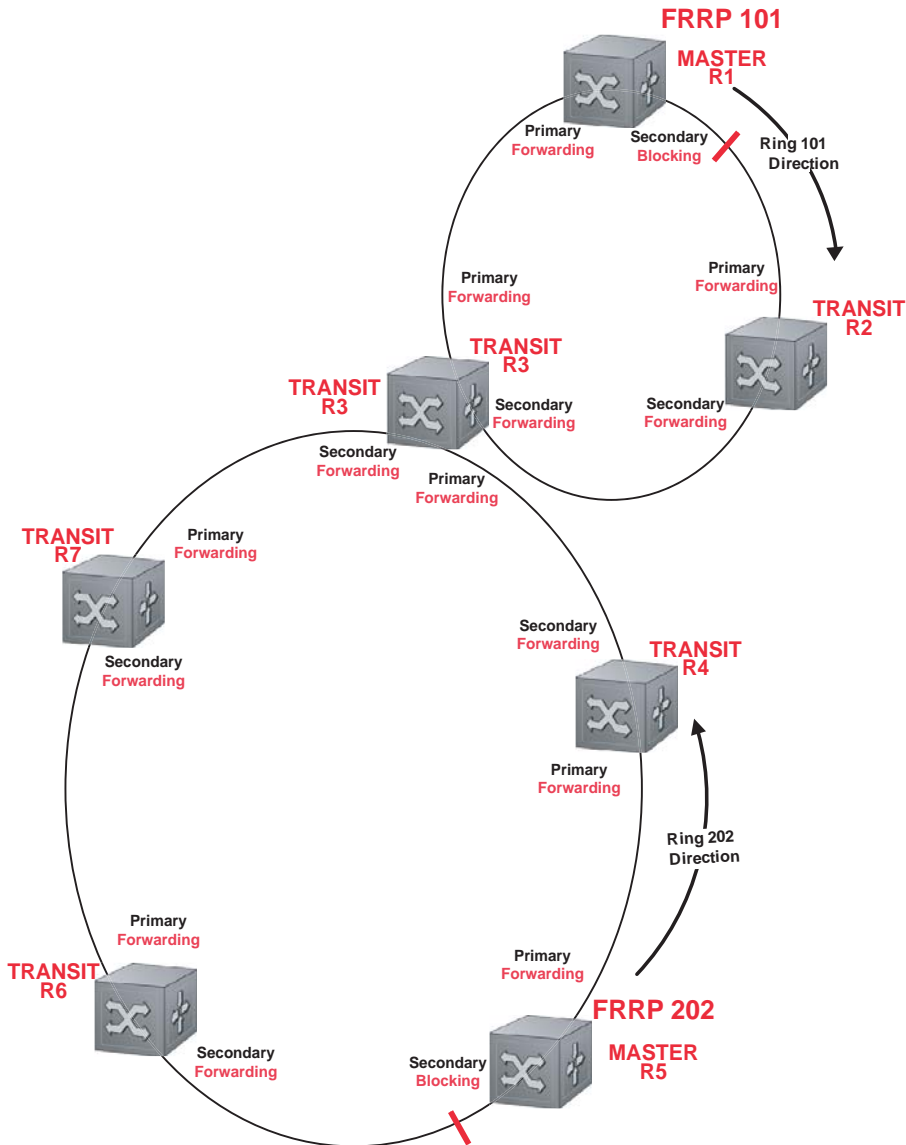 FRRP 101
MASTER
R1
Primary
Forwarding
Secondary
Blocking
Ring 101
Direction
Primary
Forwarding
Primary
Forwarding
TRANSIT
R2
TRANSIT
R3
TRANSIT
R3
Secondary
Forwarding
Secondary
Forwarding
Secondary
Forwarding
Primary
Forwarding
TRANSIT
R7
Primary
Forwarding
Secondary
Forwarding
Secondary
Forwarding
TRANSIT
R4
Primary
Forwarding
Ring 202
Direction
Primary
Forwarding
TRANSIT
R6
Primary
Forwarding
FRRP 202
MASTER
R5
Secondary
Forwarding
Secondary
Blocking